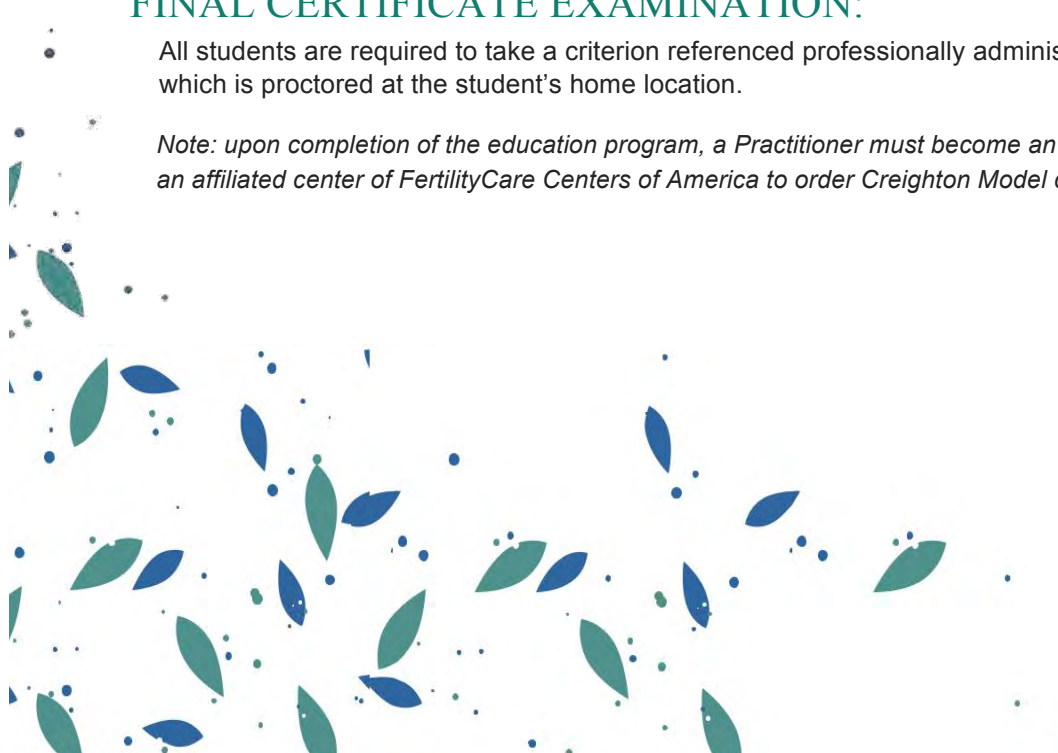 FINAL CERTIFICATE EXAMINATION:
All students are required to take a criterion referenced professionally
which is proctored at the student’s home location.
Note: upon completion of the education program, a Practitioner must become an
an affiliated center of FertilityCare Centers of America to order Creighton Model